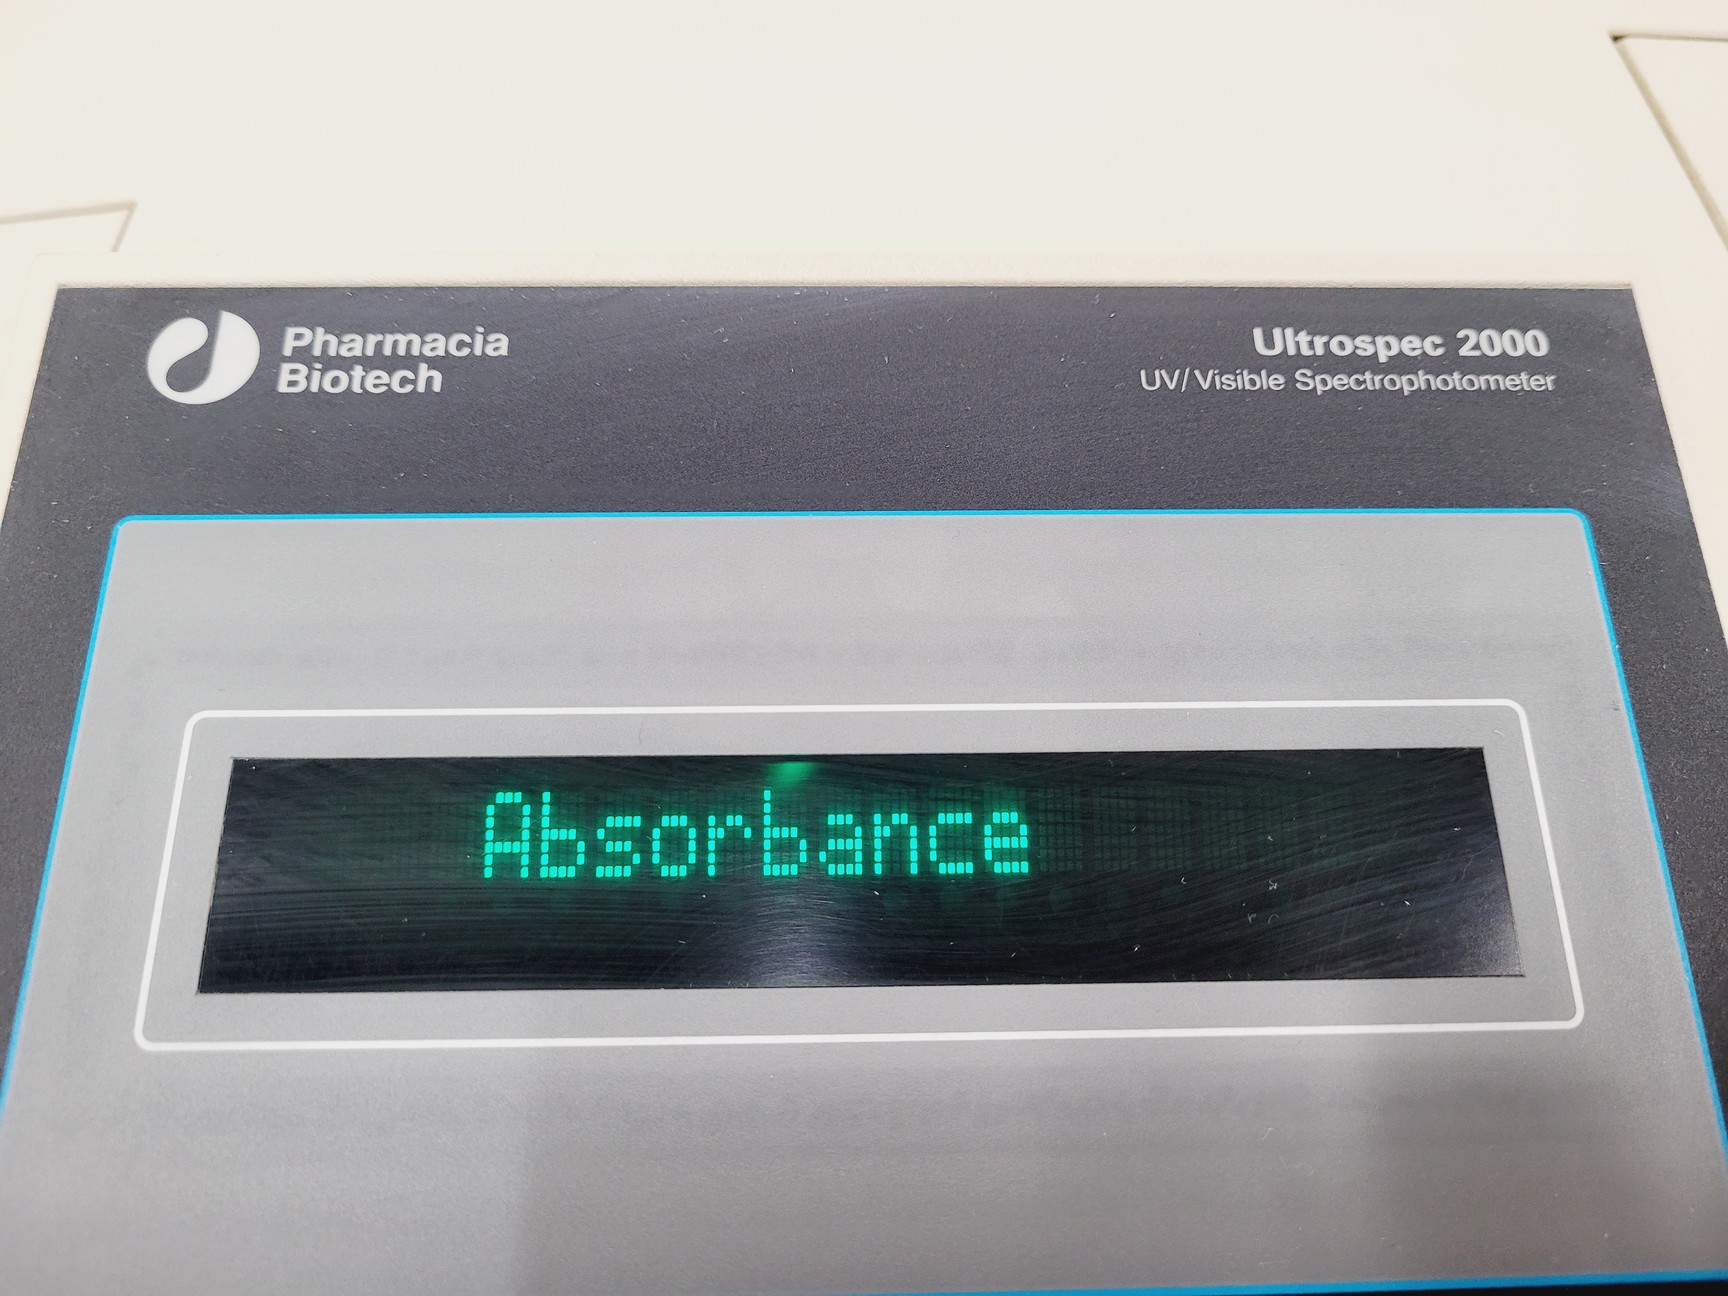 Pharmacia
Biotech
Ultrospec 2000
UV/Visible Spectrophotometer
Absorbance